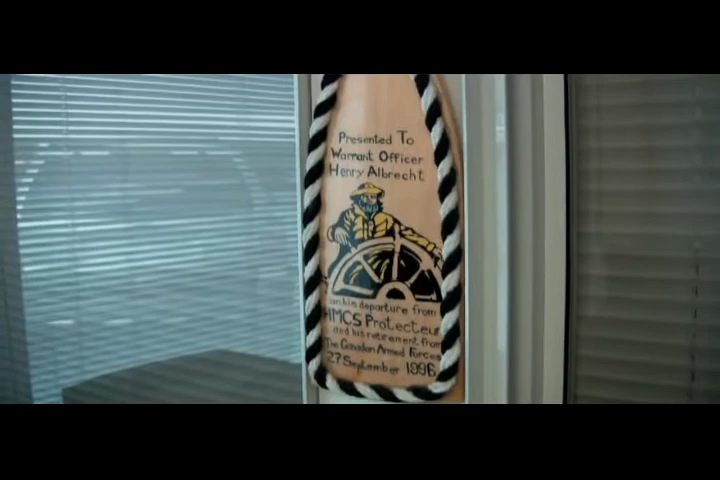 Presented To
Warrant Officer
Henry Albrecht
on his departure from
HMCS Protecteur
and his retirement from
The Canadian Armed Forces
27 September 1996